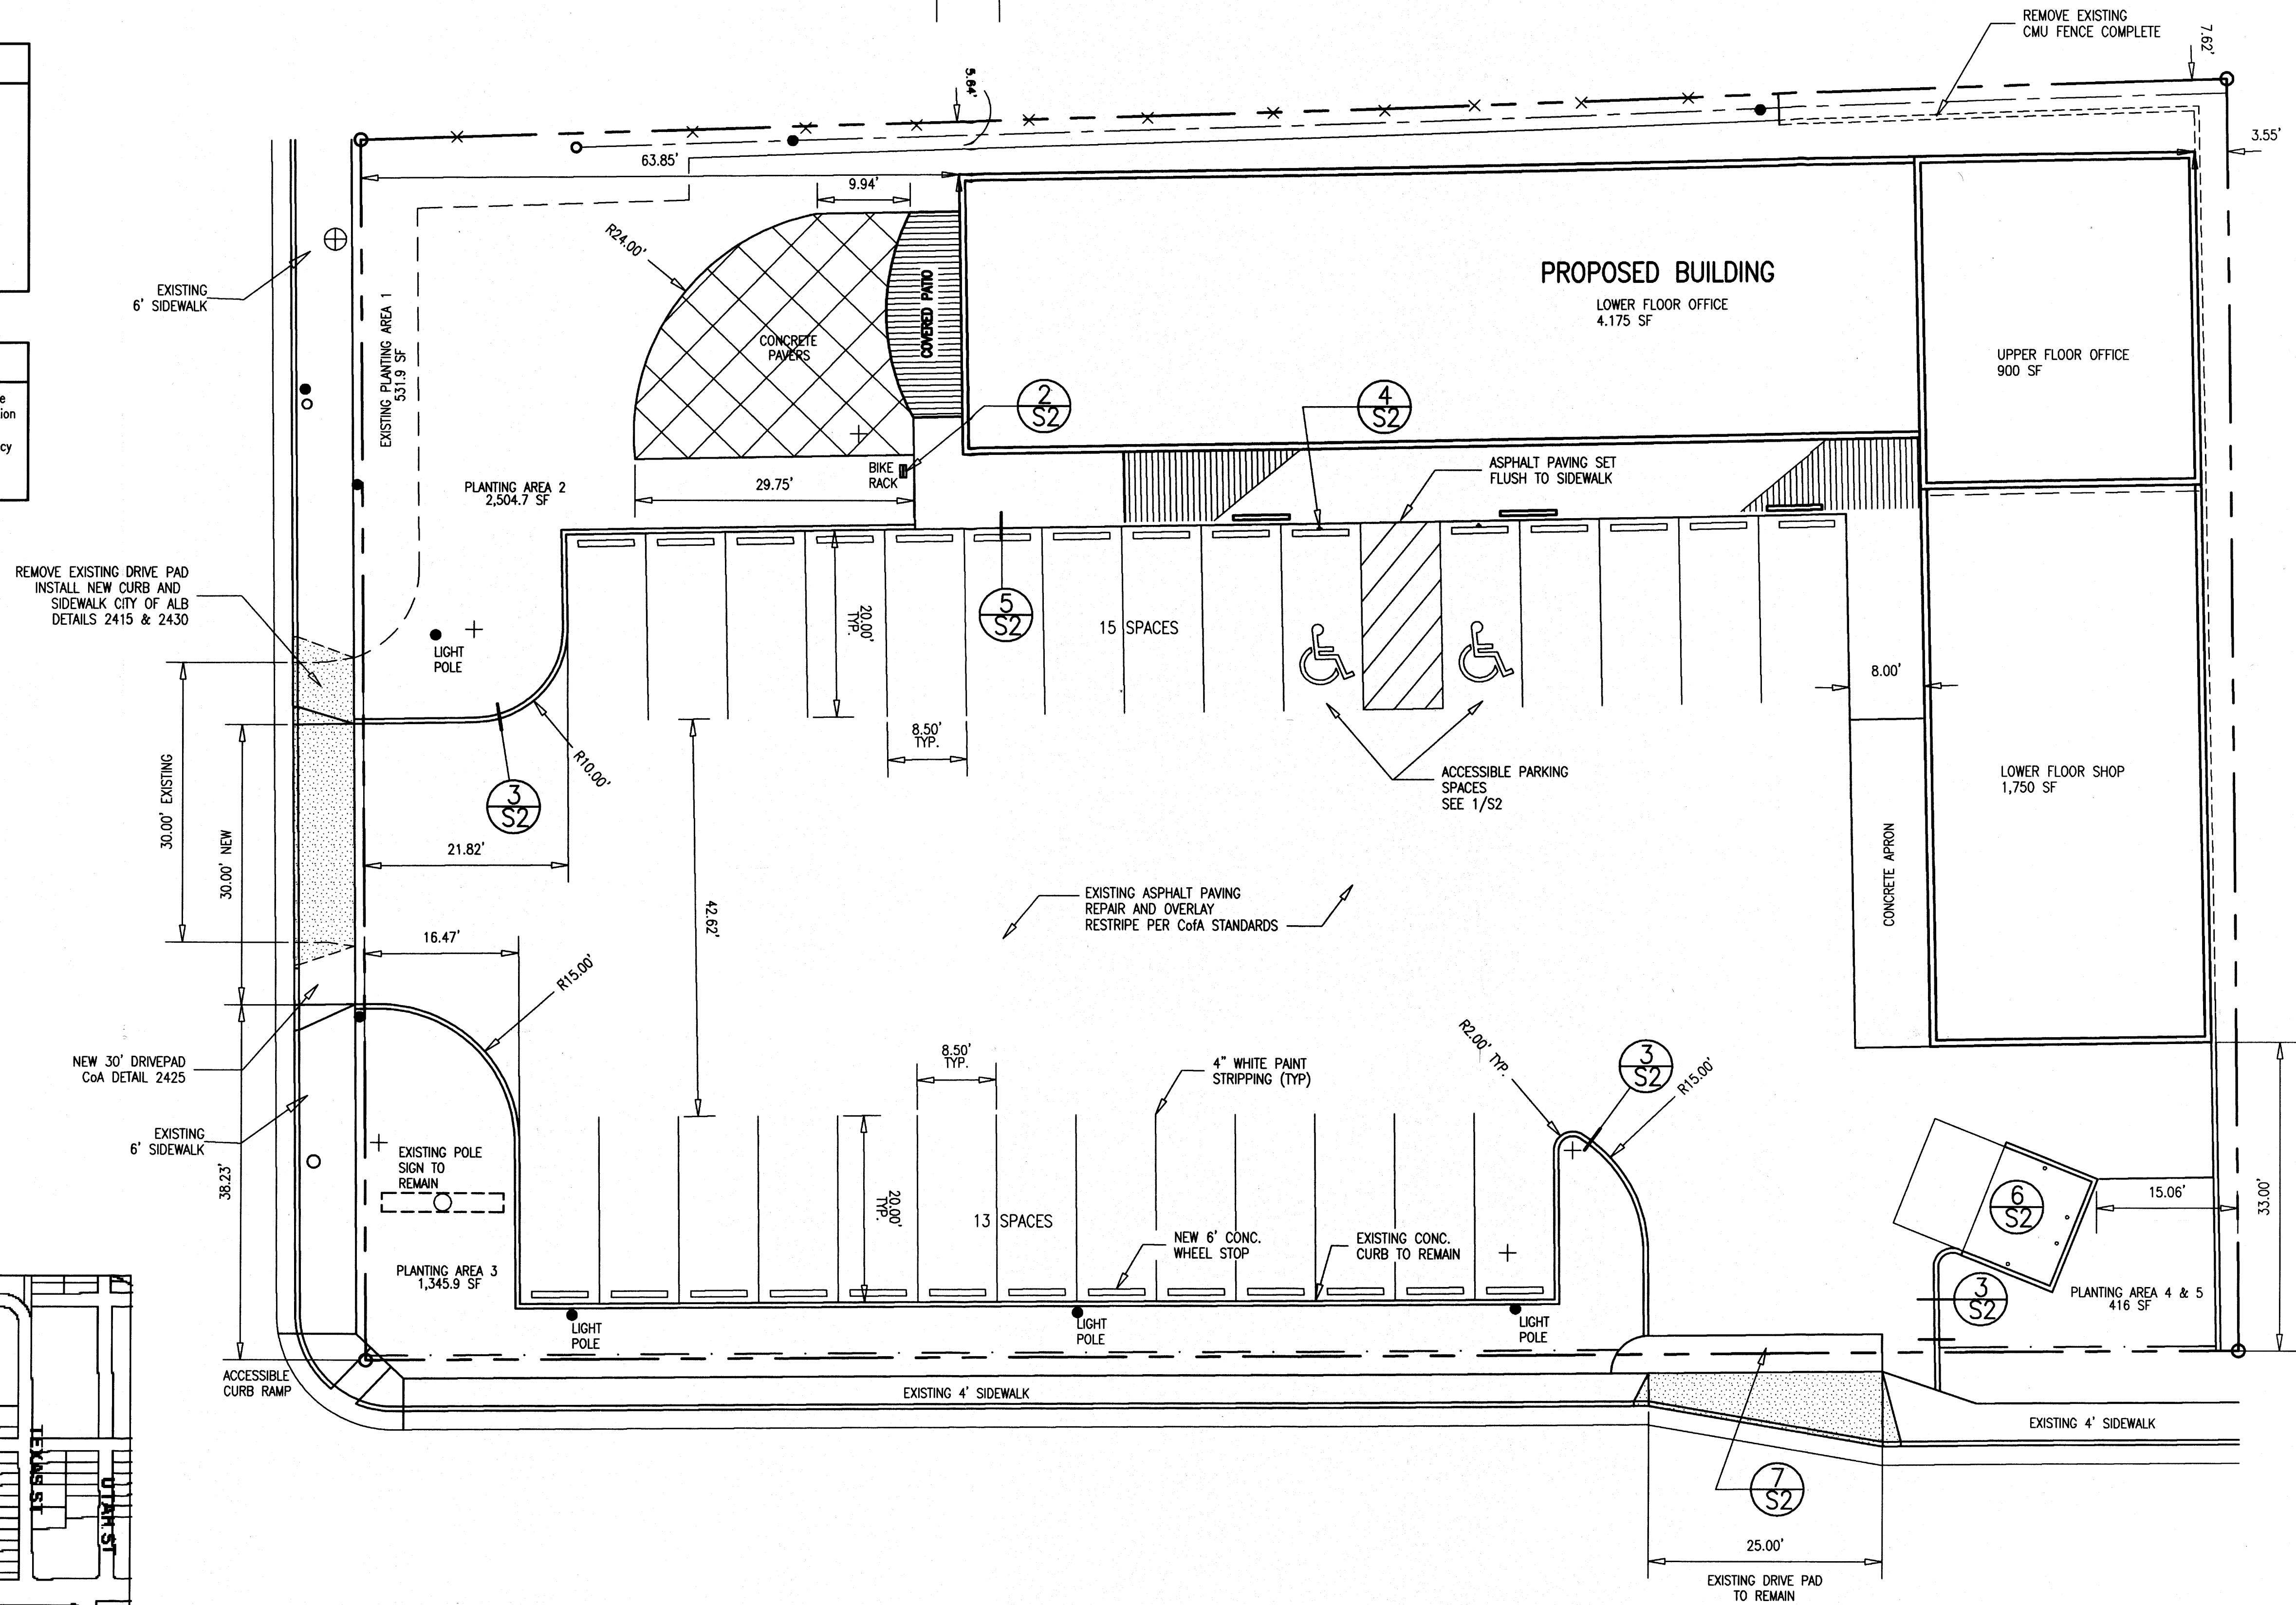 REMOVE EXISTING
CMU FENCE COMPLETE
7.62'
5.64'
3.55'
63.85'
9.94'
R24.00'
PROPOSED BUILDING
LOWER FLOOR OFFICE
4.175 SF
EXISTING
6' SIDEWALK
EXISTING PLANTING AREA 1
531.9 SF
CONCRETE
PAVERS
COVERED PATIO
UPPER FLOOR OFFICE
900 SF
e
ion
cy
2
S2
4
S2
BIKE
RACK
ASPHALT PAVING SET
FLUSH TO SIDEWALK
PLANTING AREA 2
2,504.7 SF
29.75'
REMOVE EXISTING DRIVE PAD
INSTALL NEW CURB AND
SIDEWALK CITY OF ALB
DETAILS 2415 & 2430
5
S2
20.00'
TYP.
15 SPACES
LIGHT
POLE
8.00'
8.50'
TYP.
R10.00'
3
S2
ACCESSIBLE PARKING
SPACES
SEE 1/S2
LOWER FLOOR SHOP
1,750 SF
30.00' EXISTING
30.00' NEW
21.82'
42.62'
EXISTING ASPHALT PAVING
REPAIR AND OVERLAY
RESTRIPE PER CofA STANDARDS
CONCRETE APRON
16.47'
R15.00'
NEW 30' DRIVEPAD
CoA DETAIL 2425
8.50'
TYP.
4" WHITE PAINT
STRIPPING (TYP)
R2.00' TYP.
3
S2
R15.00'
EXISTING
6' SIDEWALK
38.23'
EXISTING POLE
SIGN TO
REMAIN
20.00'
TYP.
13 SPACES
NEW 6' CONC.
WHEEL STOP
EXISTING CONC.
CURB TO REMAIN
6
S2
15.06'
33.00'
PLANTING AREA 3
1,345.9 SF
3
S2
PLANTING AREA 4 & 5
416 SF
LIGHT
POLE
LIGHT
POLE
LIGHT
POLE
ACCESSIBLE
CURB RAMP
EXISTING 4' SIDEWALK
EXISTING 4' SIDEWALK
TEXAS ST
UTAH ST
7
S2
25.00'
EXISTING DRIVE PAD
TO REMAIN